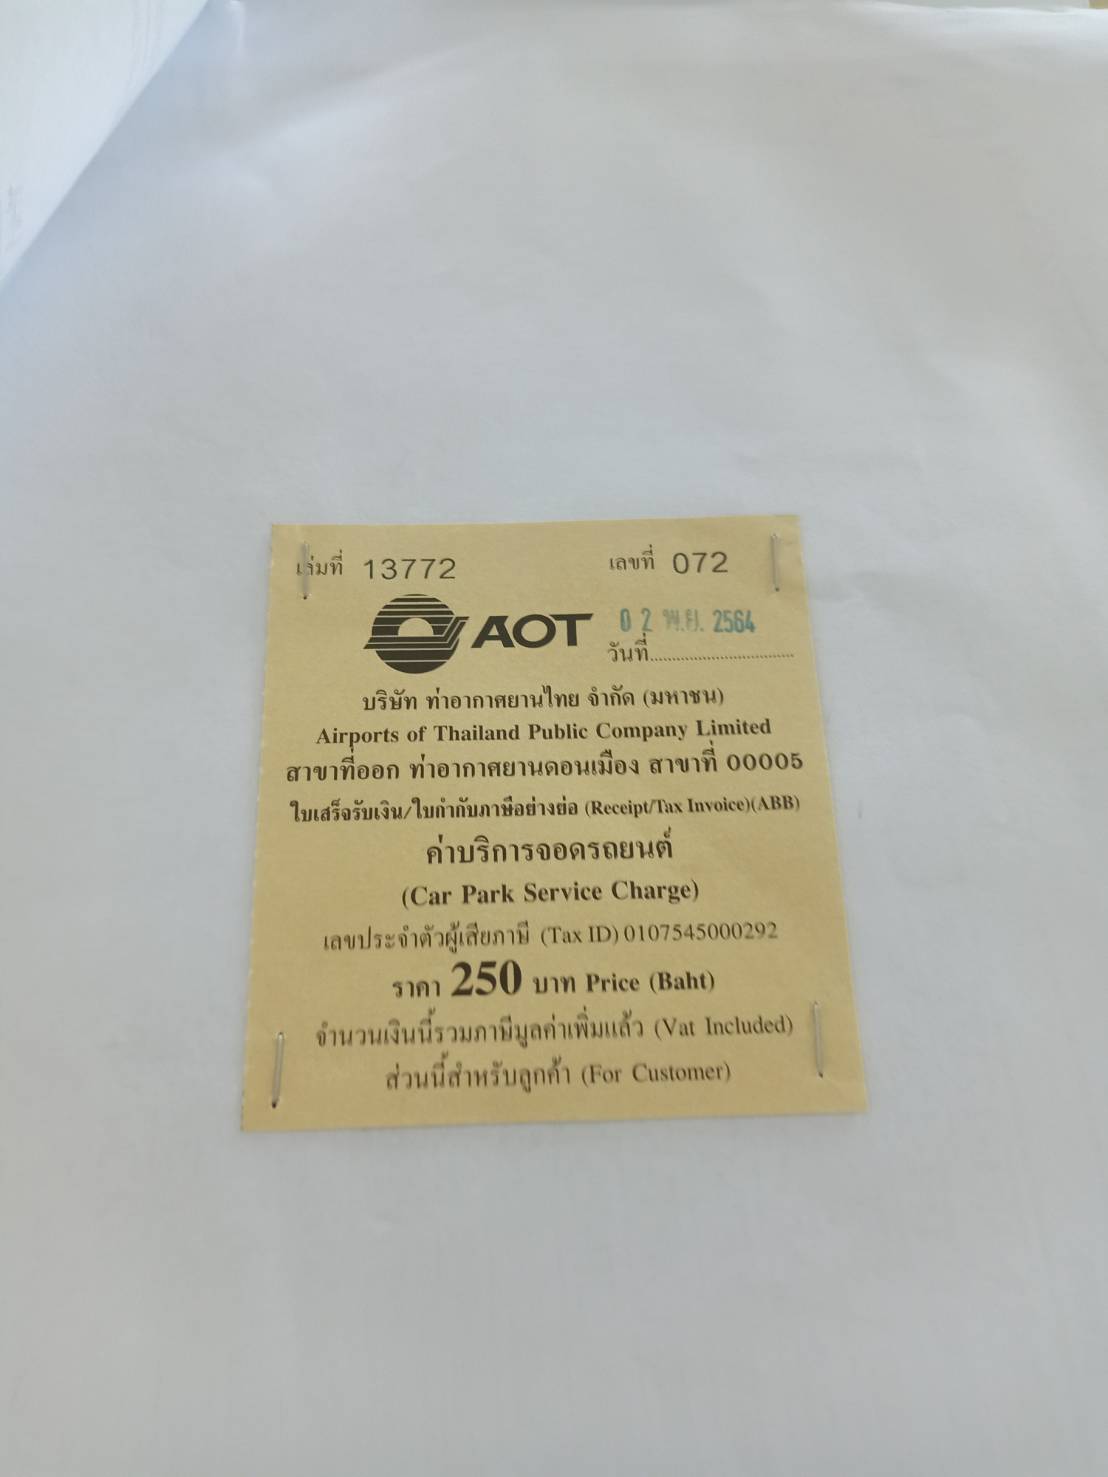 เล่มที่ 13772 เลขที่ 072
AOT
0 2 พ.ย. 2564
วันที่................................
บริษัท ท่าอากาศยานไทย จำกัด (มหาชน)
Airports of Thailand Public Company Limited
สาขาที่ออก ท่าอากาศยานดอนเมือง สาขาที่ 00005
ใบเสร็จรับเงิน/ใบกำกับภาษีอย่างย่อ (Receipt/Tax Invoice)(ABB)
ค่าบริการจอดรถยนต์
(Car Park Service Charge)
เลขประจำตัวผู้เสียภาษี (Tax ID) 0107545000292
ราคา 250 บาท Price (Baht)
จำนวนเงินนี้รวมภาษีมูลค่าเพิ่มแล้ว (Vat Included)
ส่วนนี้สำหรับลูกค้า (For Customer)